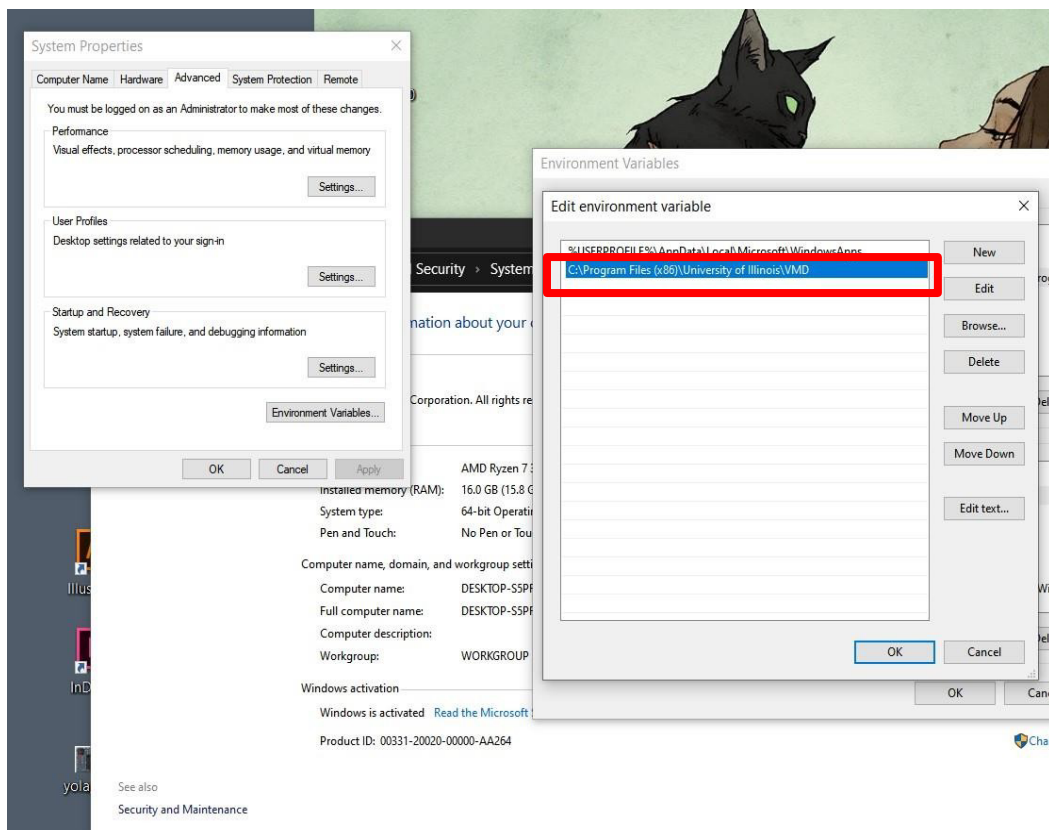 System Properties
Computer Name Hardware Advanced System Protection Remote
You must be logged on as an Administrator to make most of these changes.
Performance
Visual effects, processor scheduling, memory usage, and virtual memory
Settings...
User Profiles
Desktop settings related to your sign-in
Settings...
Startup and Recovery
System startup, system failure, and debugging information
Settings...
Environment Variables...
OK Cancel Apply
Environment Variables
Edit environment variable
%USERPROFILE%\AppData\Local\Microsoft\WindowsApps
C:\Program Files (x86)\University of Illinois\VMD
New
Edit
Browse...
Delete
Move Up
Move Down
Edit text...
OK Cancel
OK
Security › System
mation about your
Corporation. All rights re
AMD Ryzen 7
Installed memory (RAM): 16.0 GB (15.8 G
System type: 64-bit Operatin
Pen and Touch: No Pen or Tou
Computer name, domain, and workgroup setti
Computer name: DESKTOP-S5PF
Full computer name: DESKTOP-S5PF
Computer description:
Workgroup: WORKGROUP
Windows activation
Windows is activated Read the Microsoft
Product ID: 00331-20020-00000-AA264
Cha
See also
Security and Maintenance
Illus
InD
yola